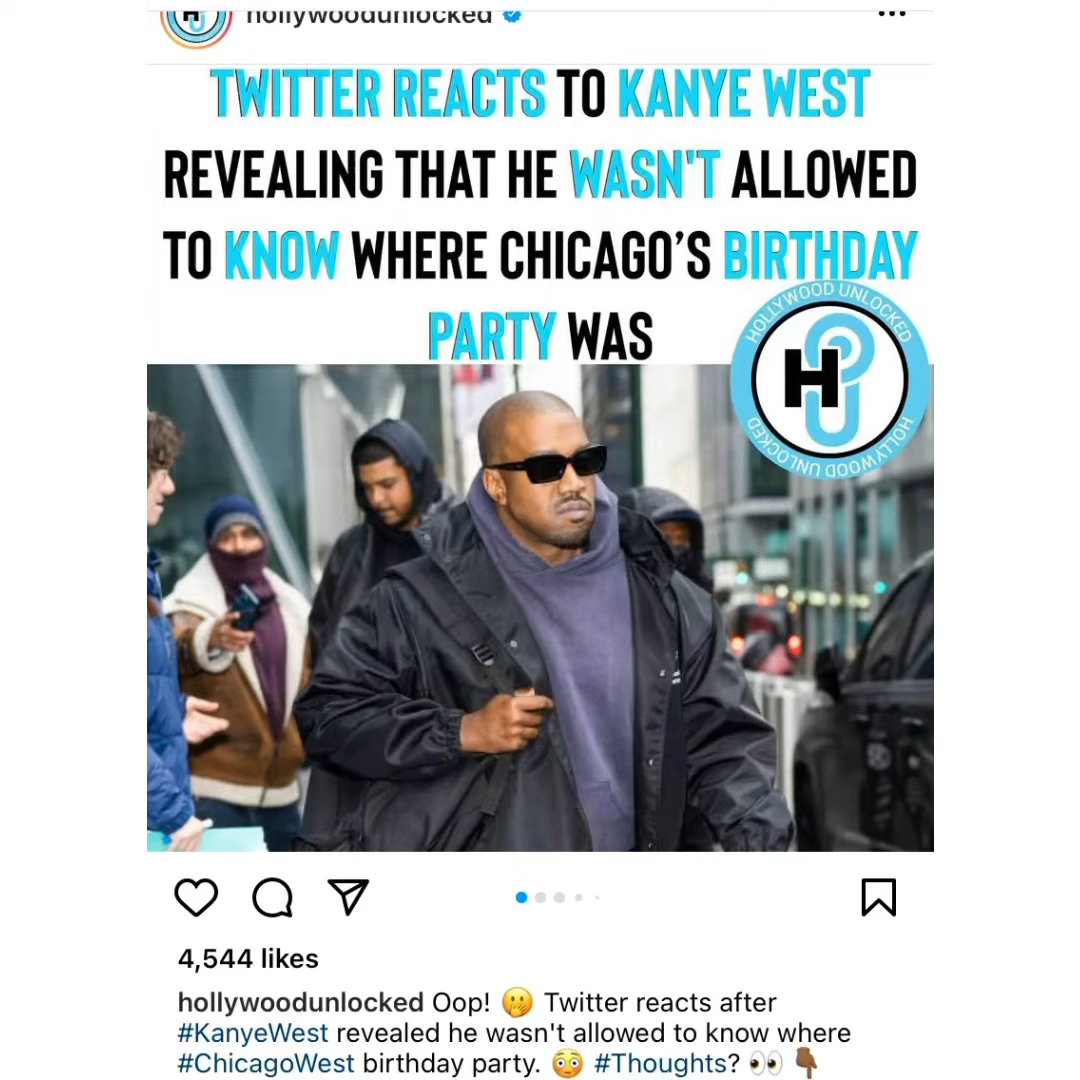 hollywoodunlocked
TWITTER REACTS TO KANYE WEST
REVEALING THAT HE WASN'T ALLOWED
TO KNOW WHERE CHICAGO’S BIRTHDAY
PARTY WAS
HOLLYWOOD UNLOCKED
H
HOLLYWOOD UNLOCKED
4,544 likes
hollywoodunlocked Oop! 🫢 Twitter reacts after
#KanyeWest revealed he wasn't allowed to know where
#ChicagoWest birthday party. 😳 #Thoughts? 👀 👇🏾